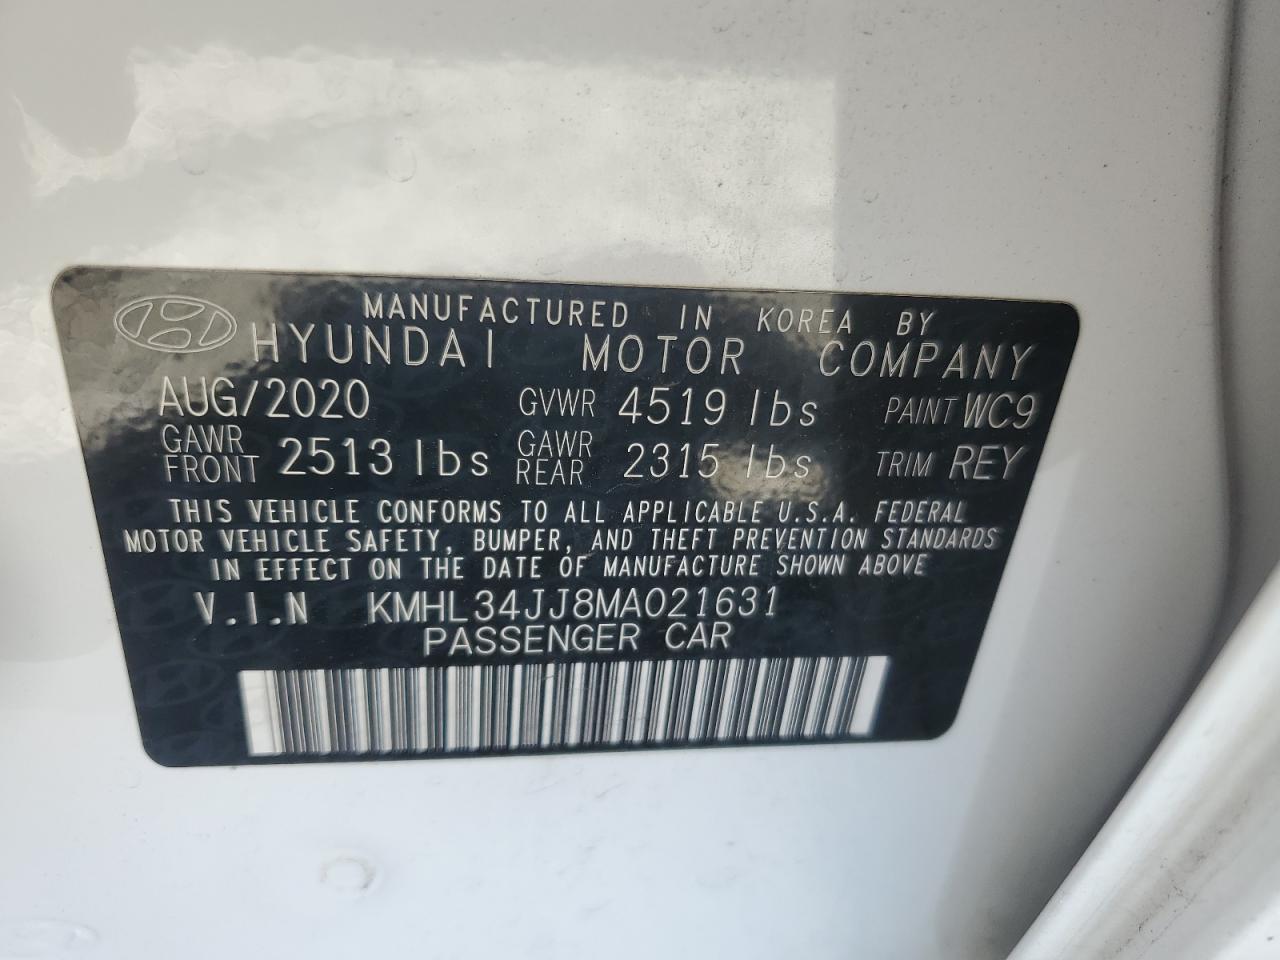 MANUFACTURED IN KOREA BY
HYUNDAI MOTOR COMPANY
AUG/2020 GVWR 4519 lbs PAINT WC9
GAWR FRONT 2513 lbs GAWR REAR 2315 lbs TRIM REY
THIS VEHICLE CONFORMS TO ALL APPLICABLE U.S.A. FEDERAL
MOTOR VEHICLE SAFETY, BUMPER, AND THEFT PREVENTION STANDARDS
IN EFFECT ON THE DATE OF MANUFACTURE SHOWN ABOVE
V.I.N KMHL34JJ8MA021631
PASSENGER CAR